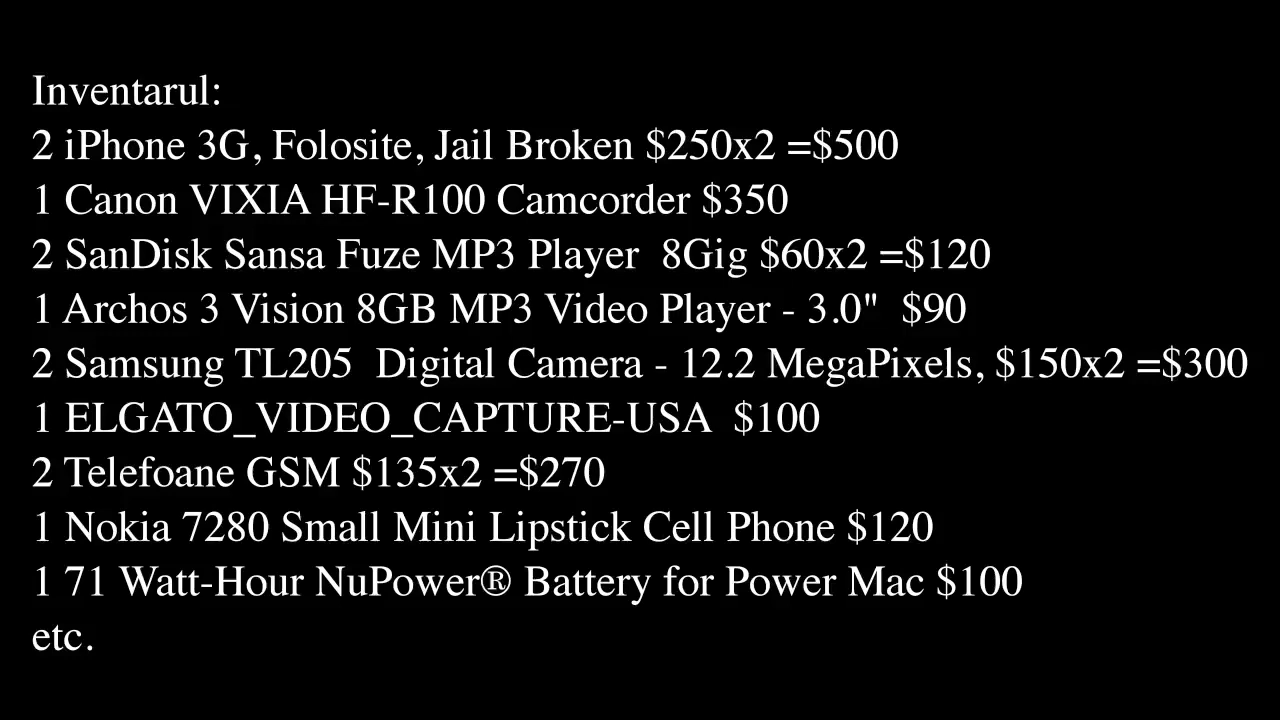 Inventarul:
2 iPhone 3G, Folosite, Jail Broken $250x2 =$500
1 Canon VIXIA HF-R100 Camcorder $350
2 SanDisk Sansa Fuze MP3 Player  8Gig $60x2 =$120
1 Archos 3 Vision 8GB MP3 Video Player - 3.0"  $90
2 Samsung TL205  Digital Camera - 12.2 MegaPixels, $150x2 =$300
1 ELGATO_VIDEO_CAPTURE-USA  $100
2 Telefoane GSM $135x2 =$270
1 Nokia 7280 Small Mini Lipstick Cell Phone $120
1 71 Watt-Hour NuPower® Battery for Power Mac $100
etc.